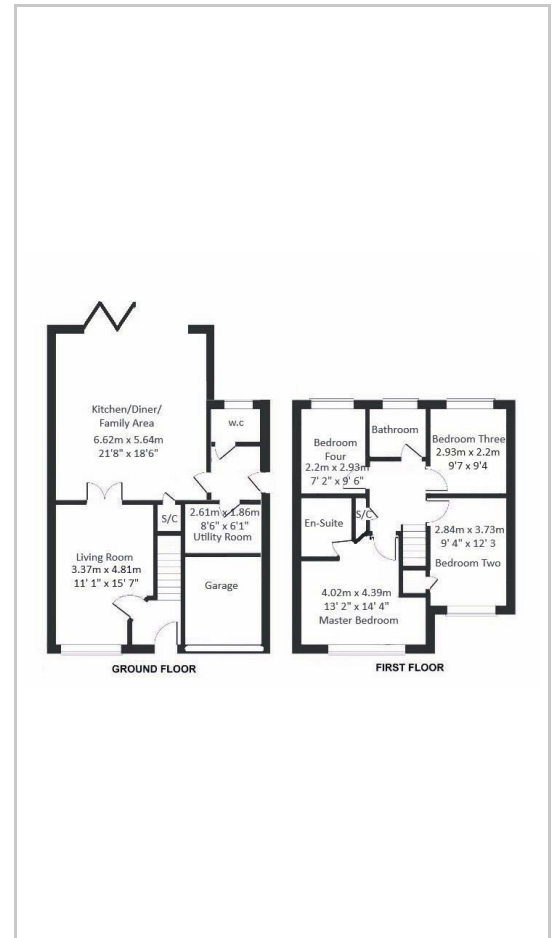 Kitchen/Diner/
Family Area
6.62m x 5.64m
21'8" x 18'6"
w.c
S/C
2.61m x 1.86m
8'6" x 6'1"
Utility Room
Living Room
3.37m x 4.81m
11' 1" x 15' 7"
Garage
GROUND FLOOR
Bedroom
Four
2.2m x 2.93m
7' 2" x 9' 6"
Bathroom
Bedroom Three
2.93m x 2.2m
9'7 x 9'4
En-Suite
S/C
2.84m x 3.73m
9' 4" x 12' 3
Bedroom Two
4.02m x 4.39m
13' 2" x 14' 4"
Master Bedroom
FIRST FLOOR